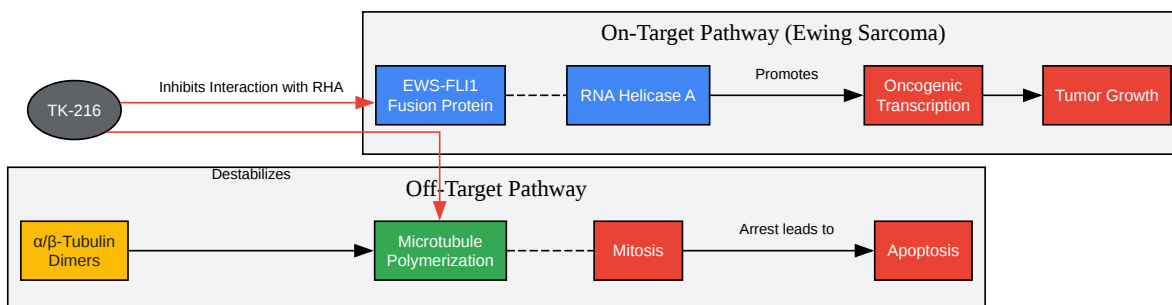 On-Target Pathway (Ewing Sarcoma)
TK-216
Inhibits Interaction with RHA
EWS-FLI1
Fusion Protein
RNA Helicase A
Promotes
Oncogenic
Transcription
Tumor Growth
Destabilizes
Off-Target Pathway
α/β-Tubulin
Dimers
Microtubule
Polymerization
Mitosis
Arrest leads to
Apoptosis